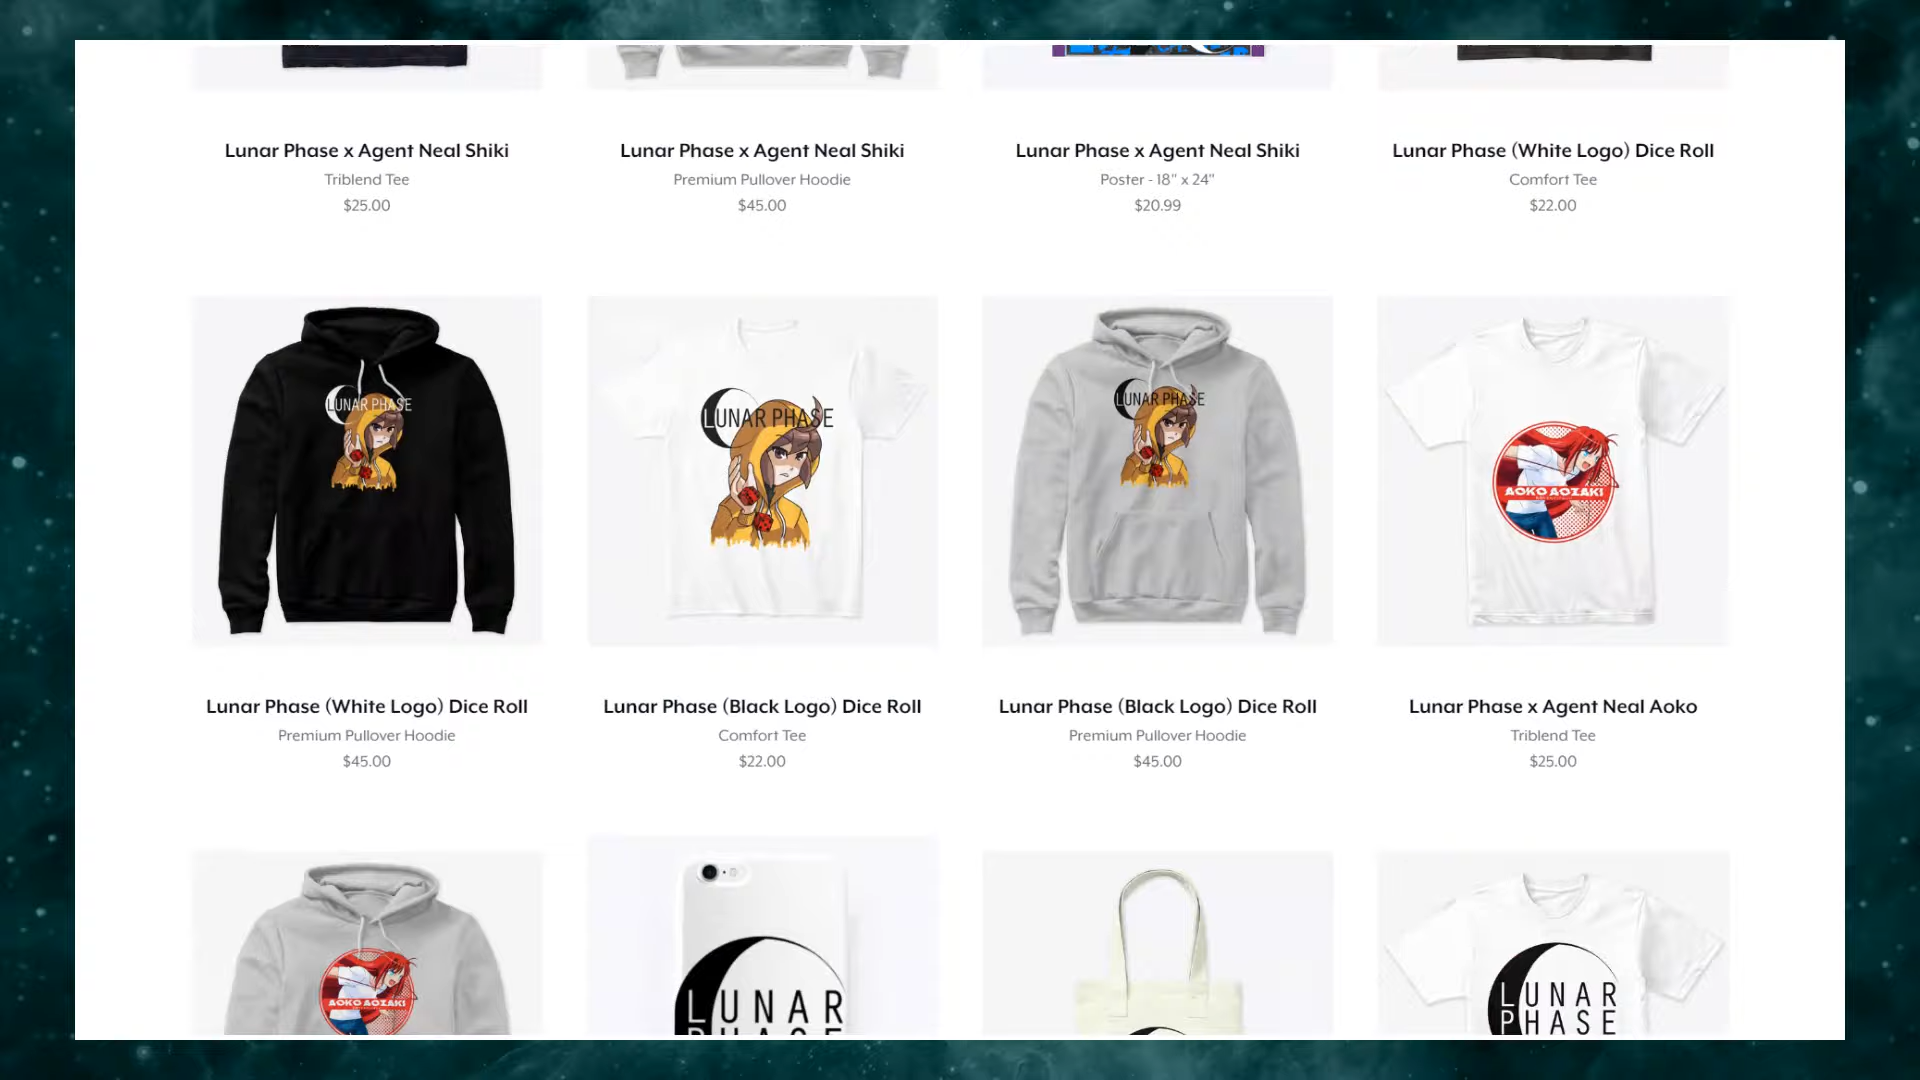 Lunar Phase x Agent Neal Shiki
Triblend Tee
$25.00
Lunar Phase x Agent Neal Shiki
Premium Pullover Hoodie
$45.00
Lunar Phase x Agent Neal Shiki
Poster - 18" x 24"
$20.99
Lunar Phase (White Logo) Dice Roll
Comfort Tee
$22.00
LUNAR PHASE
LUNAR PHASE
LUNAR PHASE
AOKO AOZAKI
Lunar Phase (White Logo) Dice Roll
Premium Pullover Hoodie
$45.00
Lunar Phase (Black Logo) Dice Roll
Comfort Tee
$22.00
Lunar Phase (Black Logo) Dice Roll
Premium Pullover Hoodie
$45.00
Lunar Phase x Agent Neal Aoko
Triblend Tee
$25.00
AOKO AOZAKI
LUNAR
PHASE
LUNAR
PHASE